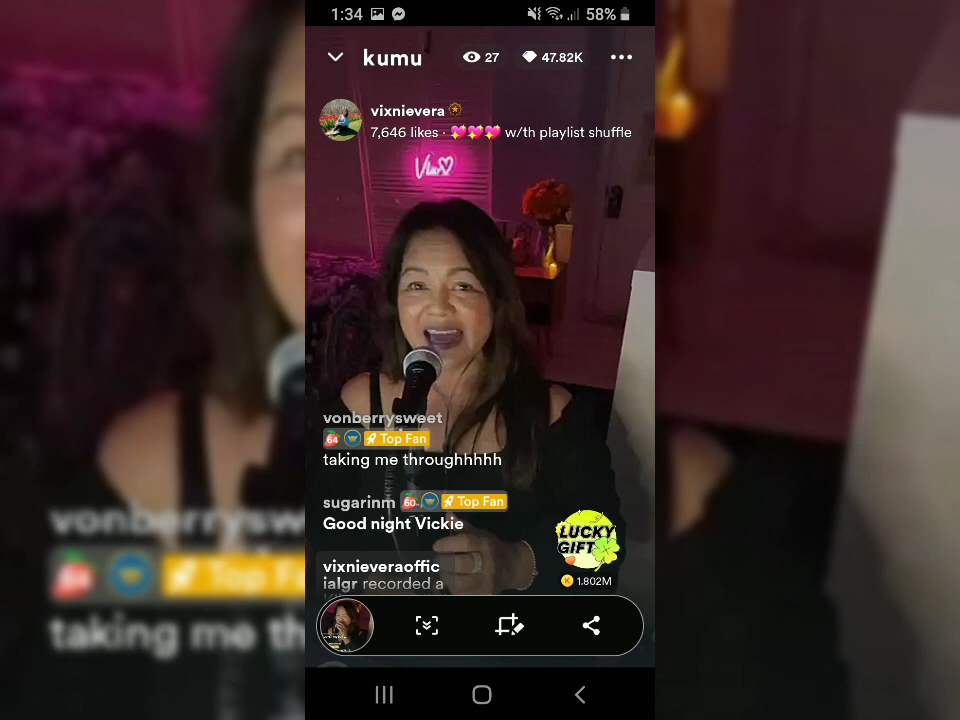 1:34
58%
kumu
27
47.82K
vixnievera
7,646 likes · 💖💖💖 w/th playlist shuffle
vonberrysweet
64 Top Fan
taking me throughhhhh
sugarinm 60 Top Fan
Good night Vickie
LUCKY
GIFT
K 1.802M
vixnieveraoffic
ialgr recorded a